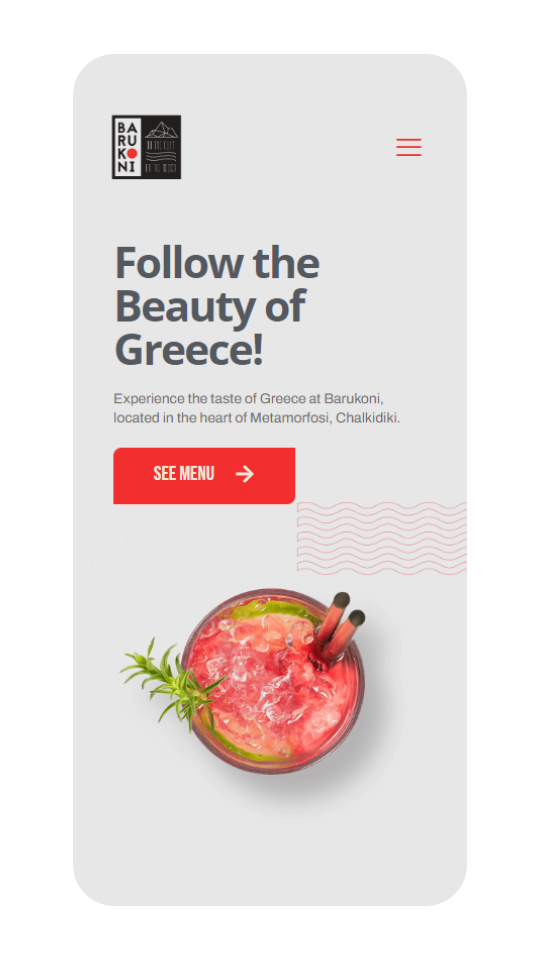 BA
RU
KO
NI
Follow the
Beauty of
Greece!
Experience the taste of Greece at Barukoni,
located in the heart of Metamorfosi, Chalkidiki.
SEE MENU